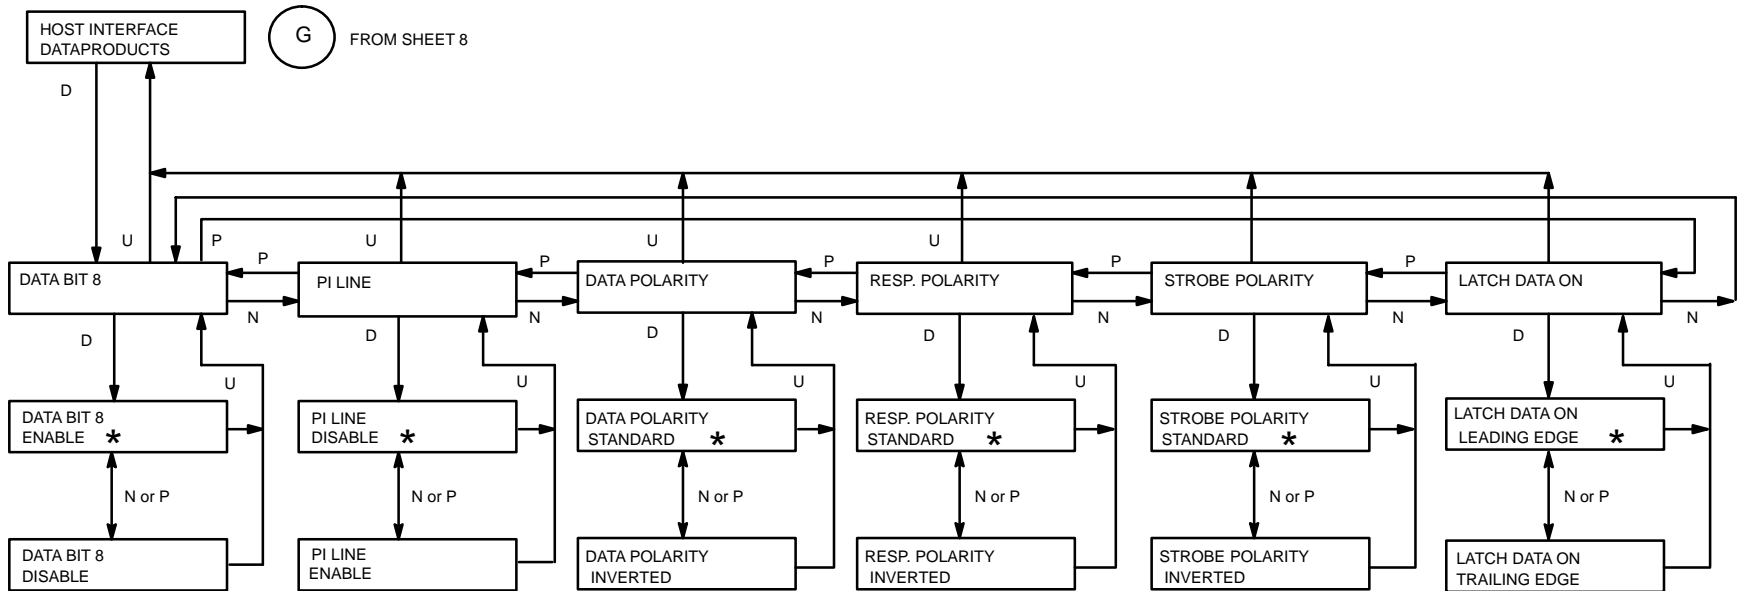 HOST INTERFACE
DATAPRODUCTS
G
FROM SHEET 8
D
U
P
U
U
U
P
P
P
P
P
DATA BIT 8
PI LINE
DATA POLARITY
RESP. POLARITY
STROBE POLARITY
LATCH DATA ON
N
N
N
N
N
N
D
D
D
D
D
D
U
U
U
U
U
U
DATA BIT 8
ENABLE *
PI LINE
DISABLE *
DATA POLARITY
STANDARD *
RESP. POLARITY
STANDARD *
STROBE POLARITY
STANDARD *
LATCH DATA ON
LEADING EDGE *
N or P
N or P
N or P
N or P
N or P
N or P
DATA BIT 8
DISABLE
PI LINE
ENABLE
DATA POLARITY
INVERTED
RESP. POLARITY
INVERTED
STROBE POLARITY
INVERTED
LATCH DATA ON
TRAILING EDGE